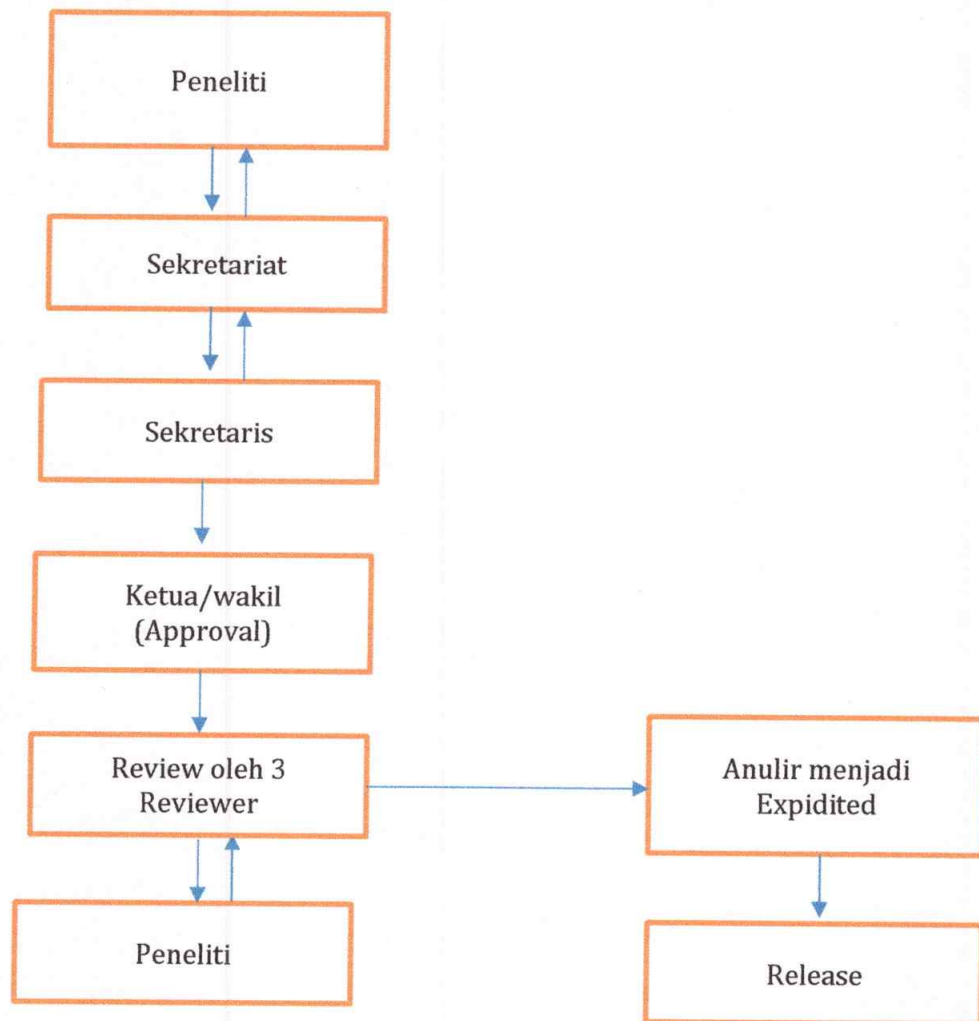 Peneliti
Sekretariat
Sekretaris
Ketua/wakil
(Approval)
Review oleh 3
Reviewer
Anulir menjadi
Expidited
Peneliti
Release